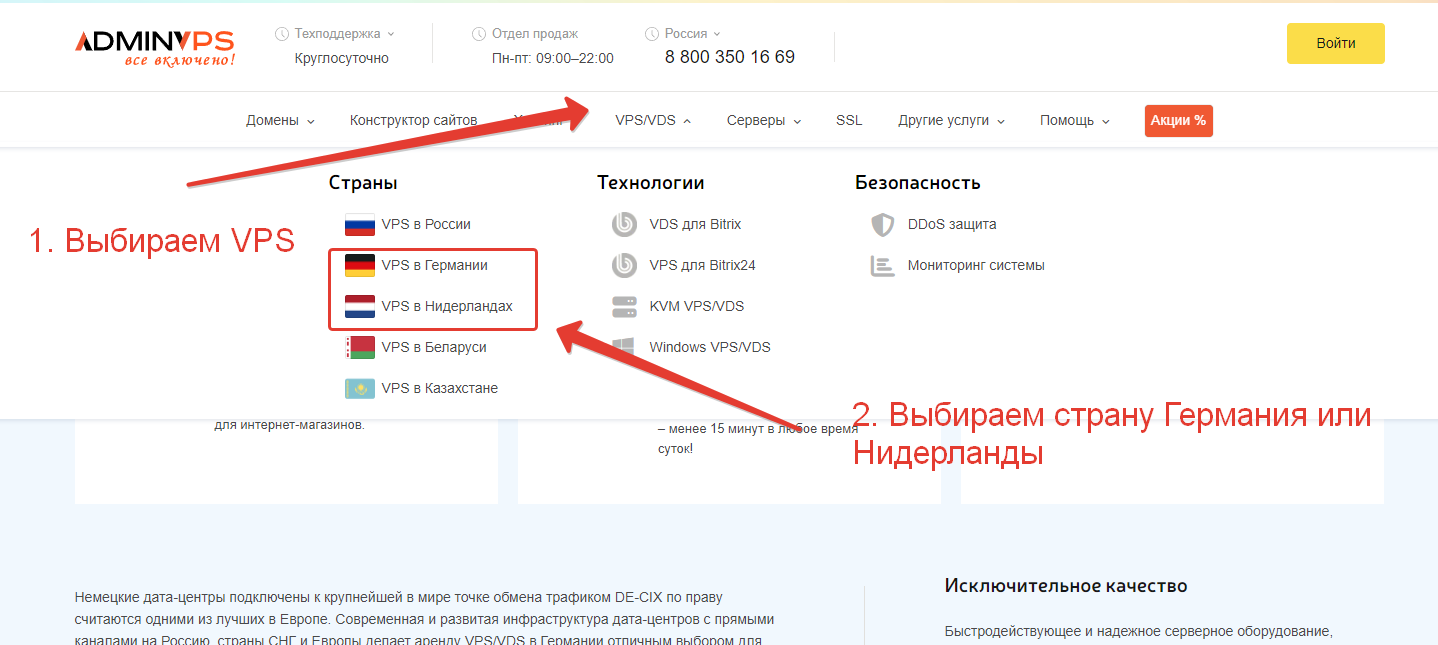 ADMINVPS
все включено!
Техподдержка
Круглосуточно
Отдел продаж
Пн-пт: 09:00–22:00
Россия
8 800 350 16 69
Войти
Домены
Конструктор сайтов
VPS/VDS
Серверы
SSL
Другие услуги
Помощь
Акции %
1. Выбираем VPS
Страны
VPS в России
VPS в Германии
VPS в Нидерландах
VPS в Беларуси
VPS в Казахстане
Технологии
VDS для Bitrix
VPS для Bitrix24
KVM VPS/VDS
Windows VPS/VDS
Безопасность
DDoS защита
Мониторинг системы
2. Выбираем страну Германия или
Нидерланды
для интернет-магазинов.
– менее 15 минут в любое время
суток!
Немецкие дата-центры подключены к крупнейшей в мире точке обмена трафиком DE-CIX по праву
считаются одними из лучших в Европе. Современная и развитая инфраструктура дата-центров с прямыми
каналами на Россию, страны СНГ и Европы делает аренду VPS/VDS в Германии отличным выбором для
Исключительное качество
Быстродействующее и надежное серверное оборудование,